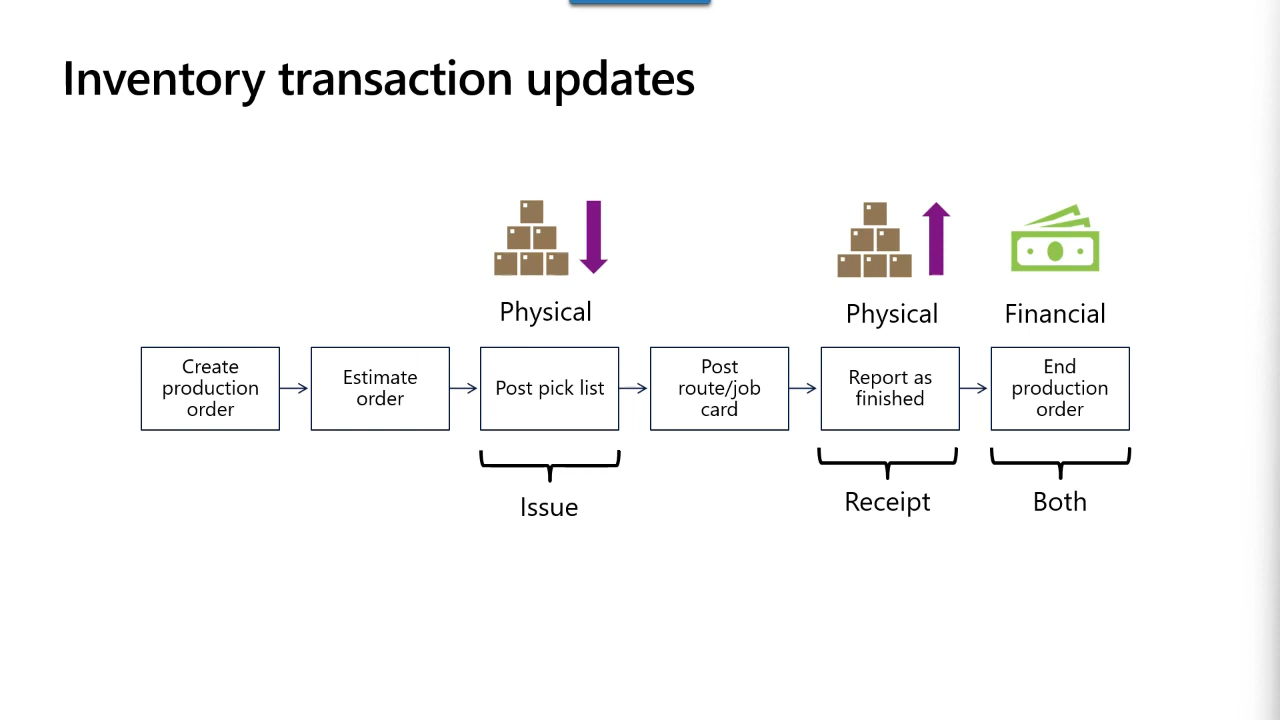 Inventory transaction updates
Physical
Physical
Financial
Create
production
order
Estimate
order
Post pick list
Post
route/job
card
Report as
finished
End
production
order
Issue
Receipt
Both